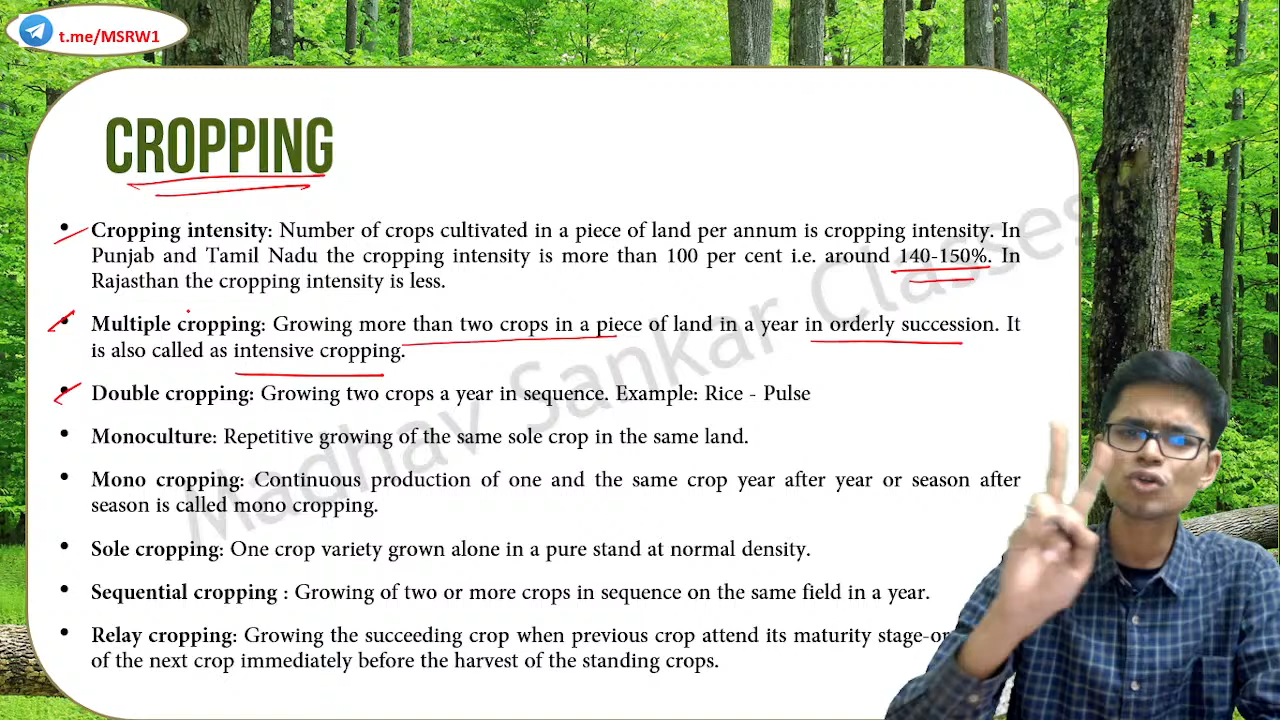 t.me/MSRW1
CROPPING
• Cropping intensity: Number of crops cultivated in a piece of land per annum is cropping intensity. In
Punjab and Tamil Nadu the cropping intensity is more than 100 per cent i.e. around 140-150%. In
Rajasthan the cropping intensity is less.
• Multiple cropping: Growing more than two crops in a piece of land in a year in orderly succession. It
is also called as intensive cropping.
• Double cropping: Growing two crops a year in sequence. Example: Rice - Pulse
• Monoculture: Repetitive growing of the same sole crop in the same land.
• Mono cropping: Continuous production of one and the same crop year after year or season after
season is called mono cropping.
• Sole cropping: One crop variety grown alone in a pure stand at normal density.
• Sequential cropping : Growing of two or more crops in sequence on the same field in a year.
• Relay cropping: Growing the succeeding crop when previous crop attend its maturity stage-or
of the next crop immediately before the harvest of the standing crops.
Madhav Sankar Classes